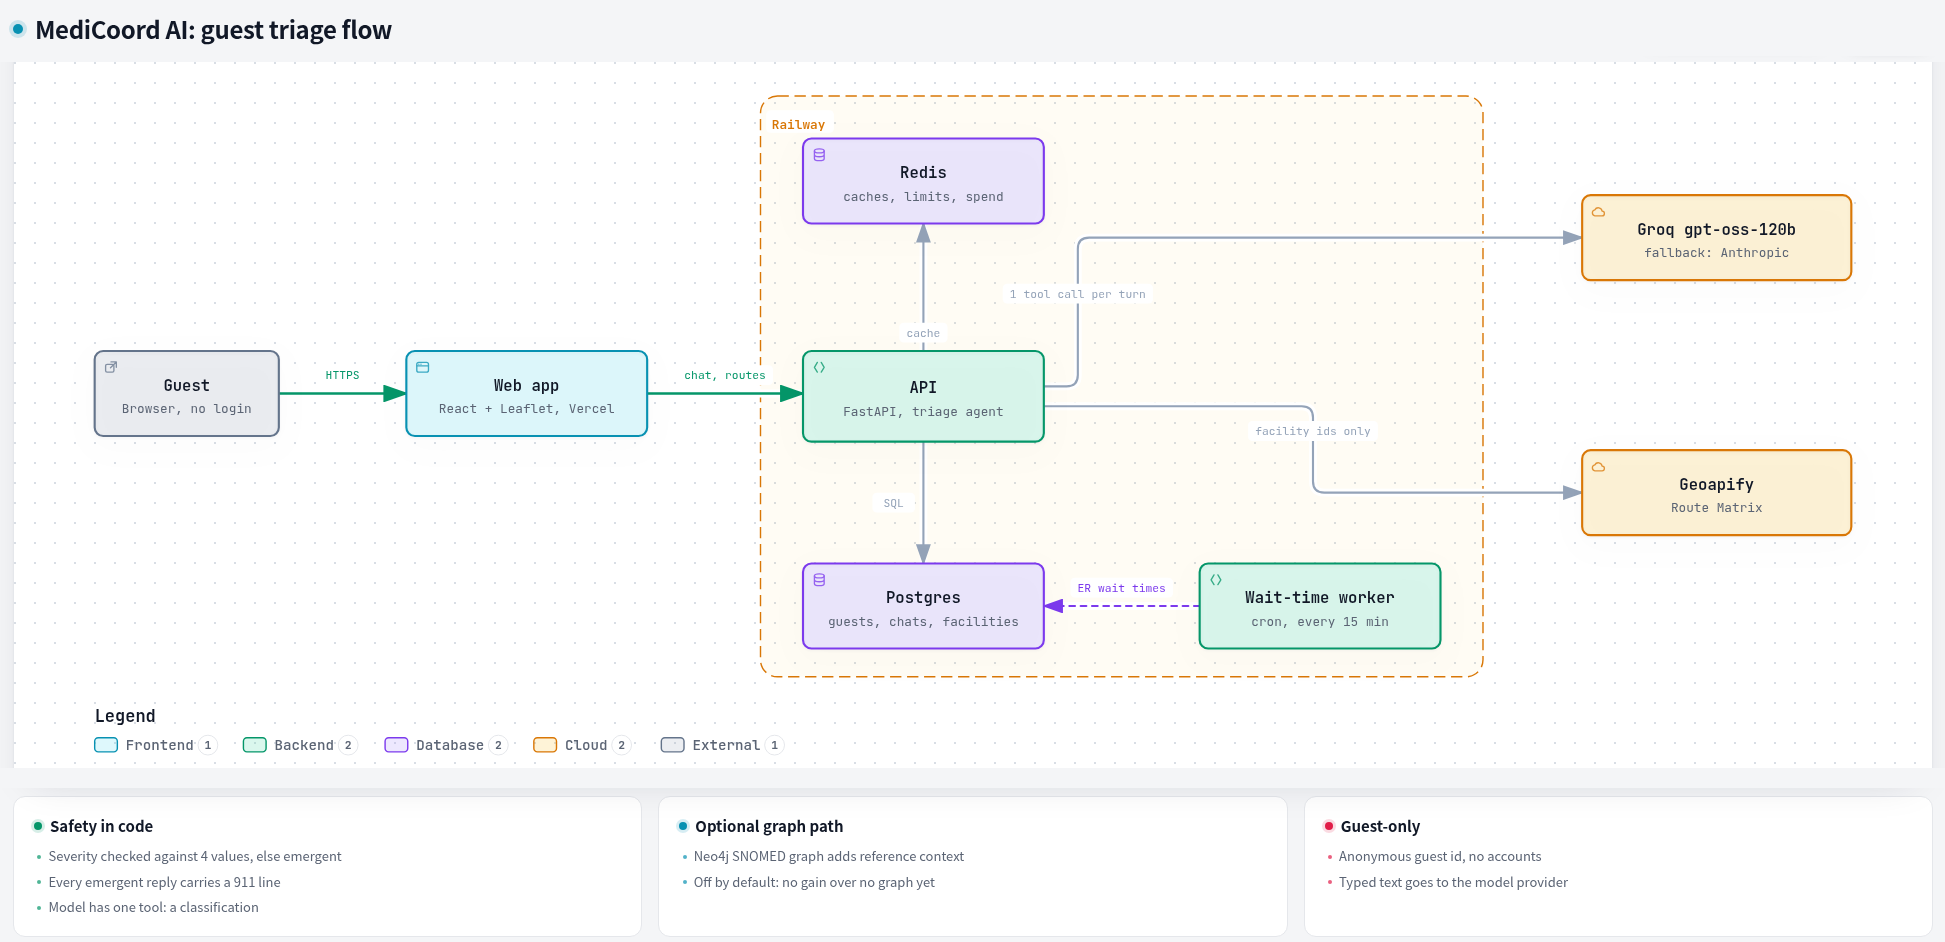 MediCoord AI: guest triage flow
Railway
Redis
caches, limits, spend
Groq gpt-oss-120b
fallback: Anthropic
1 tool call per turn
cache
Guest
Browser, no login
HTTPS
Web app
React + Leaflet, Vercel
chat, routes
API
FastAPI, triage agent
facility ids only
Geoapify
Route Matrix
SQL
Postgres
guests, chats, facilities
ER wait times
Wait-time worker
cron, every 15 min
Legend
Frontend 1
Backend 2
Database 2
Cloud 2
External 1
Safety in code
Severity checked against 4 values, else emergent
Every emergent reply carries a 911 line
Model has one tool: a classification
Optional graph path
Neo4j SNOMED graph adds reference context
Off by default: no gain over no graph yet
Guest-only
Anonymous guest id, no accounts
Typed text goes to the model provider